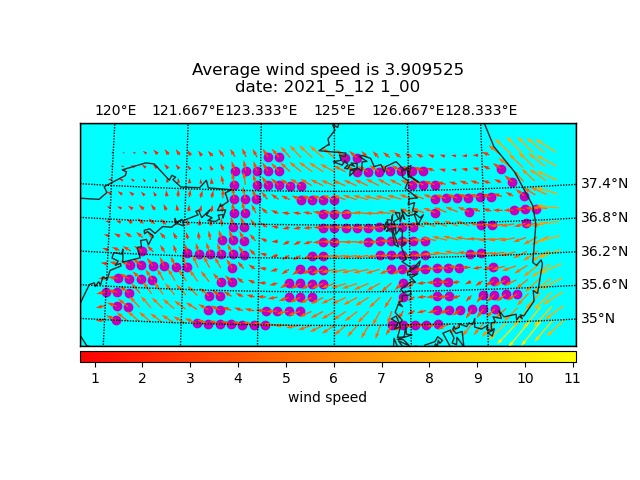 Average wind speed is 3.909525
date: 2021_5_12 1_00
120°E 121.667°E 123.333°E 125°E 126.667°E 128.333°E
37.4°N
36.8°N
36.2°N
35.6°N
35°N
1 2 3 4 5 6 7 8 9 10 11
wind speed